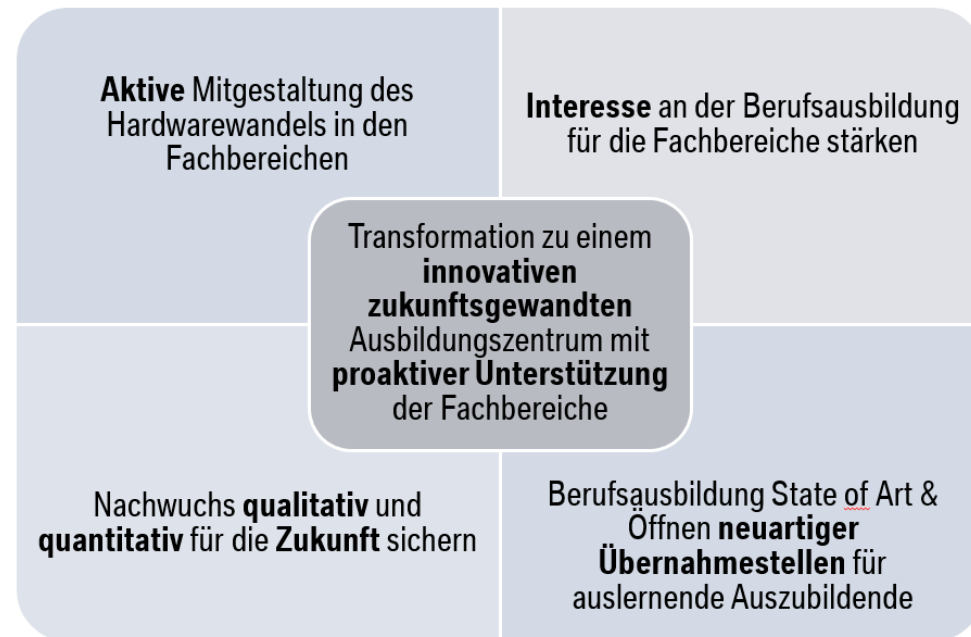 Aktive Mitgestaltung des
Hardwarewandels in den
Fachbereichen
Interesse an der Berufsausbildung
für die Fachbereiche stärken
Transformation zu einem
innovativen
zukunftsgewandten
Ausbildungszentrum mit
proaktiver Unterstützung
der Fachbereiche
Nachwuchs qualitativ und
quantitativ für die Zukunft sichern
Berufsausbildung State of Art &
Öffnen neuartiger
Übernahmestellen für
auslernende Auszubildende